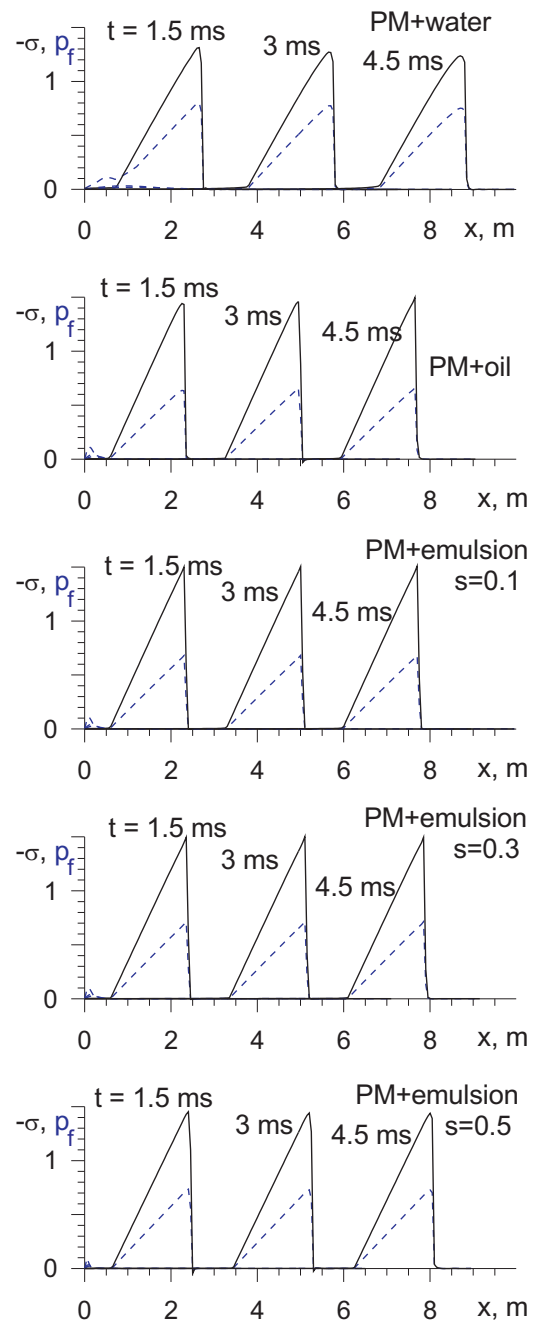 PM+water
-σ, p_f
t = 1.5 ms
3 ms
4.5 ms
1
0
0 2 4 6 8 x, m
t = 1.5 ms
-σ, p_f
3 ms
4.5 ms
1
PM+oil
0
0 2 4 6 8 x, m
PM+emulsion
s=0.1
t = 1.5 ms
-σ, p_f
3 ms
4.5 ms
1
0
0 2 4 6 8 x, m
PM+emulsion
s=0.3
t = 1.5 ms
-σ, p_f
3 ms
4.5 ms
1
0
0 2 4 6 8 x, m
PM+emulsion
s=0.5
t = 1.5 ms
-σ, p_f
3 ms
4.5 ms
1
0
0 2 4 6 8 x, m